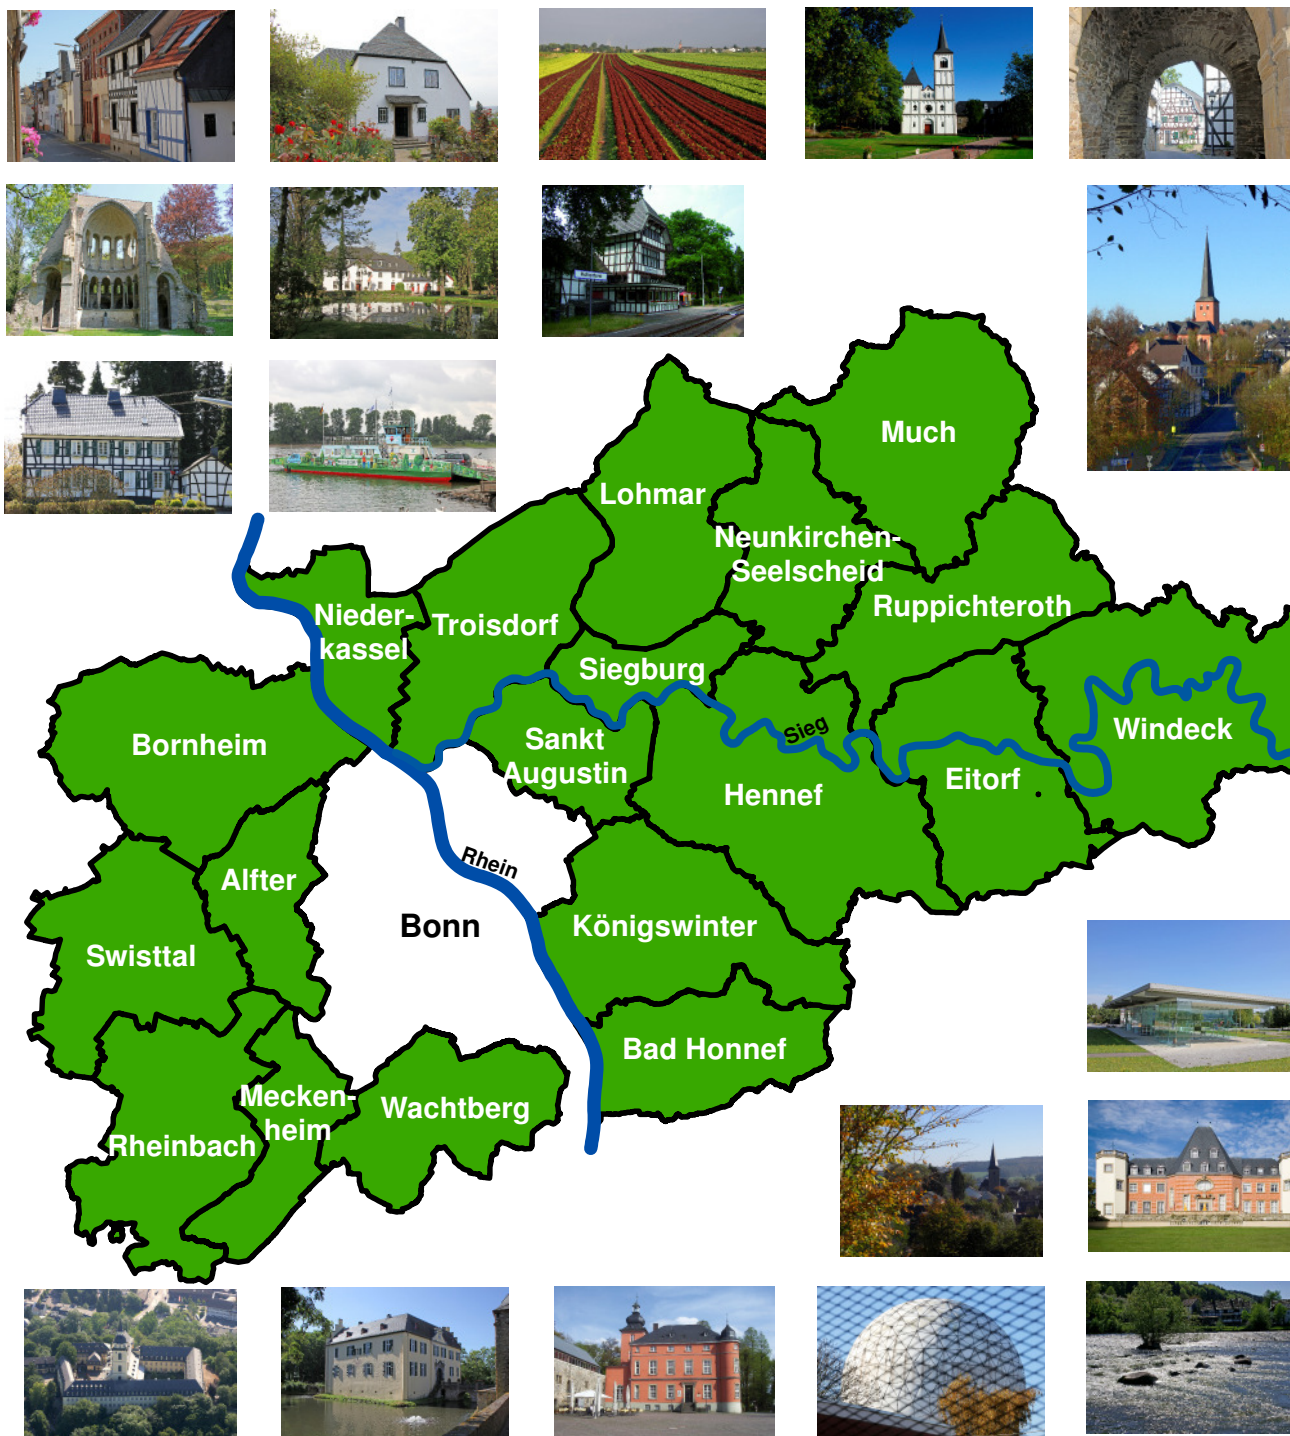 Much
Lohmar
Neunkirchen-
Seelscheid
Ruppichteroth
Nieder-
kassel
Troisdorf
Siegburg
Windeck
Bornheim
Sankt
Augustin
Sieg
Hennef
Eitorf
Rhein
Alfter
Bonn
Königswinter
Swisttal
Bad Honnef
Mecken-
heim
Wachtberg
Rheinbach